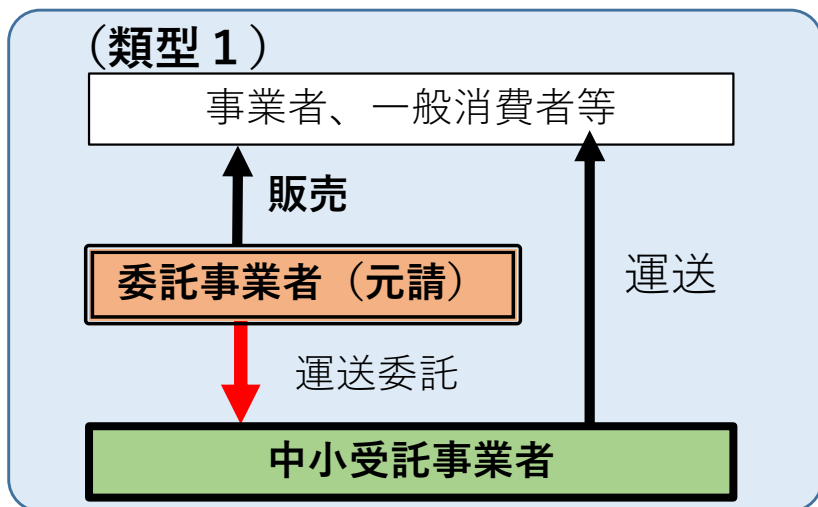 （類型１）
事業者、一般消費者等
販売
委託事業者（元請）
運送
運送委託
中小受託事業者